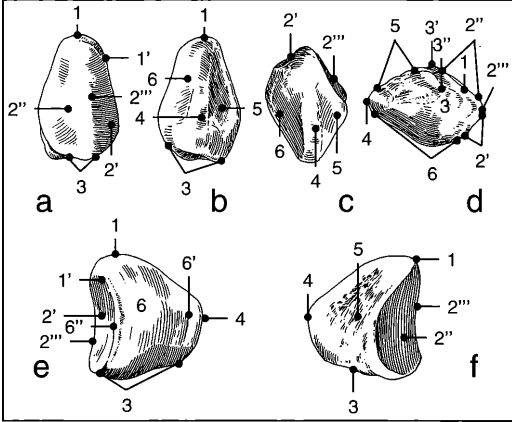 1 1 2' 5 3' 2"
1' 6 2''' 3" 1 2'''
2" 2''' 5
4 3
2' 6 5 4 2'
3 3 4 6
a b c d
1
1' 6' 5 1
6 4
2' 6" 4 2'''
2''' 2"
e f
3 3